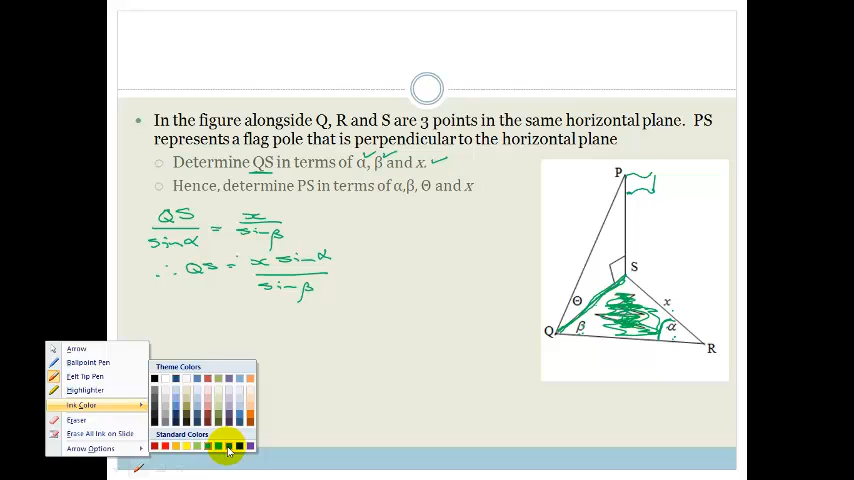 In the figure alongside Q, R and S are 3 points in the same horizontal plane. PS
represents a flag pole that is perpendicular to the horizontal plane
Determine QS in terms of α, β and x.
Hence, determine PS in terms of α,β, Θ and x
QS/sinα = x/sinβ
∴ QS = x sinα/sinβ
P
S
Θ
x
Q
β
α
R
Arrow
Ballpoint Pen
Felt Tip Pen
Highlighter
Ink Color
Eraser
Erase All Ink on Slide
Arrow Options
Theme Colors
Standard Colors